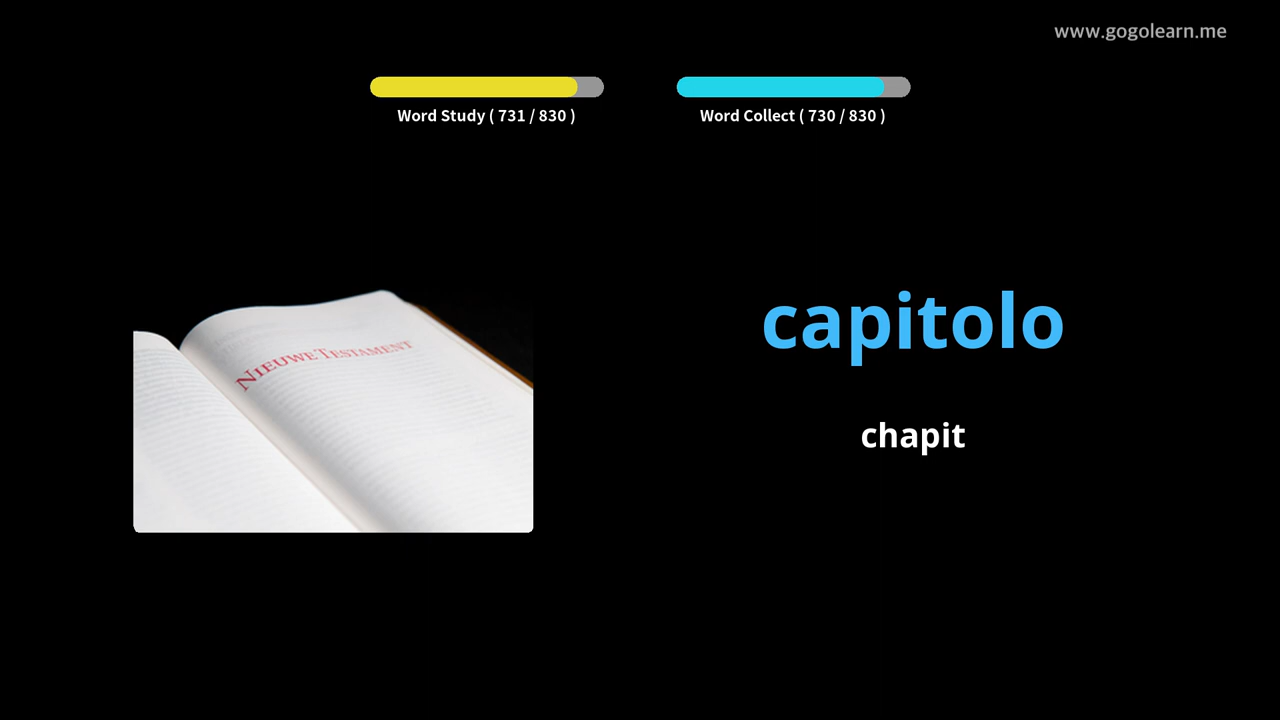 www.gogolearn.me
Word Study ( 731 / 830 )
Word Collect ( 730 / 830 )
NIEUWE TESTAMENT
capitolo
chapit